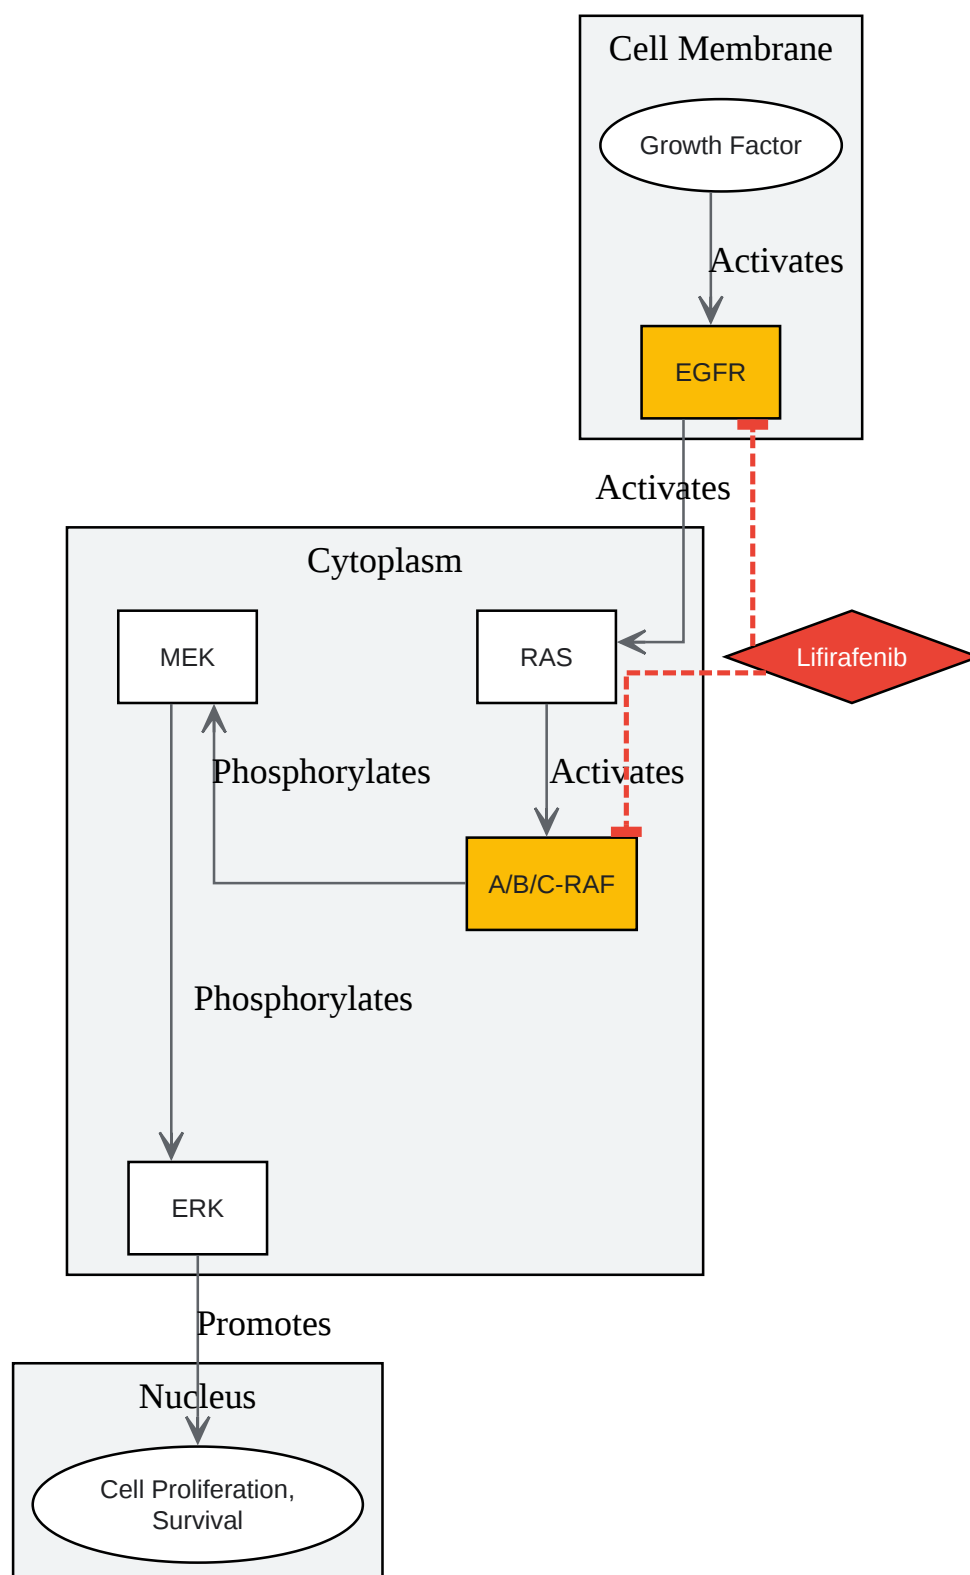 Cell Membrane
Growth Factor
Activates
EGFR
Activates
Cytoplasm
MEK
RAS
Lifirafenib
Phosphorylates
Activates
A/B/C-RAF
Phosphorylates
ERK
Promotes
Nucleus
Cell Proliferation,
Survival